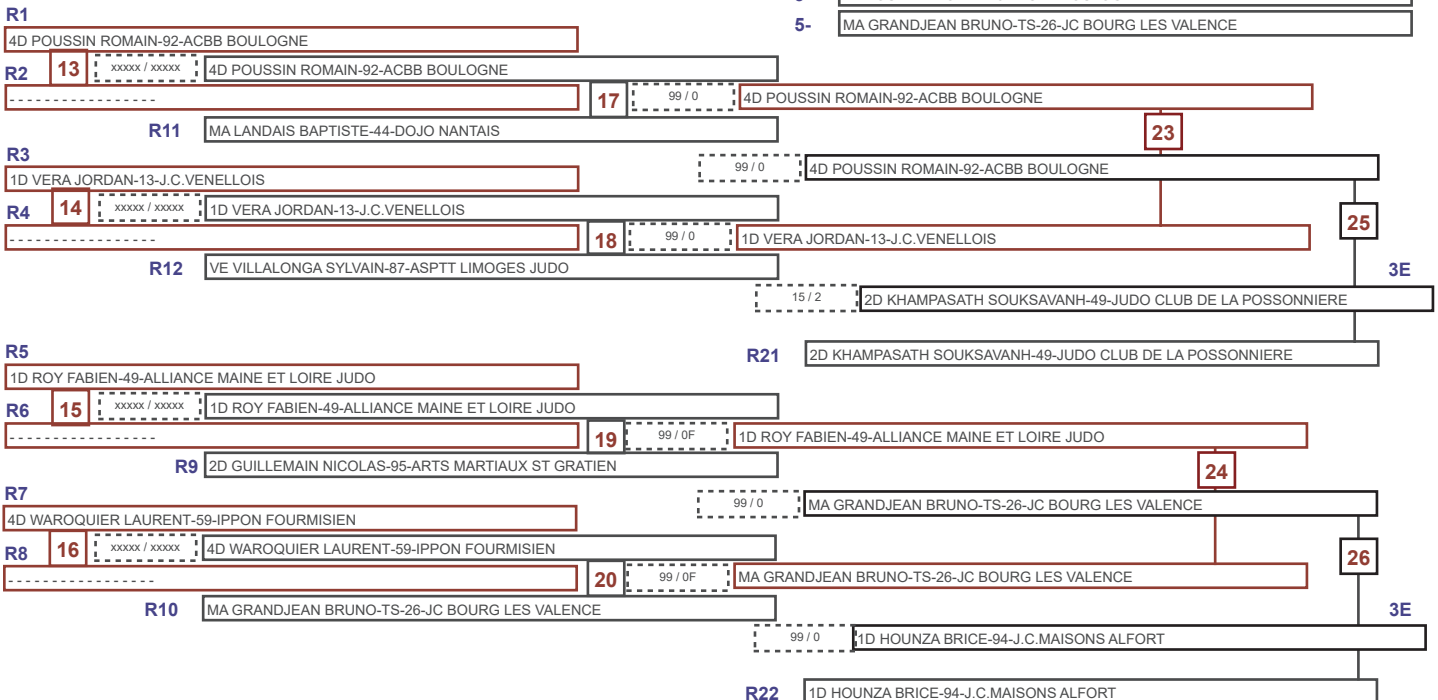 5- MA GRANDJEAN BRUNO-TS-26-JC BOURG LES VALENCE
R1
4D POUSSIN ROMAIN-92-ACBB BOULOGNE
R2 13 xxxxx / xxxxx 4D POUSSIN ROMAIN-92-ACBB BOULOGNE
- - - - - - - - - - - - - - - - - 17 99 / 0 4D POUSSIN ROMAIN-92-ACBB BOULOGNE
R11 MA LANDAIS BAPTISTE-44-DOJO NANTAIS 23
R3
99 / 0 4D POUSSIN ROMAIN-92-ACBB BOULOGNE
1D VERA JORDAN-13-J.C.VENELLOIS
R4 14 xxxxx / xxxxx 1D VERA JORDAN-13-J.C.VENELLOIS
25
- - - - - - - - - - - - - - - - - 18 99 / 0 1D VERA JORDAN-13-J.C.VENELLOIS
R12 VE VILLALONGA SYLVAIN-87-ASPTT LIMOGES JUDO 3E
15 / 2 2D KHAMPASATH SOUKSAVANH-49-JUDO CLUB DE LA POSSONNIERE
R5
R21 2D KHAMPASATH SOUKSAVANH-49-JUDO CLUB DE LA POSSONNIERE
1D ROY FABIEN-49-ALLIANCE MAINE ET LOIRE JUDO
R6 15 xxxxx / xxxxx 1D ROY FABIEN-49-ALLIANCE MAINE ET LOIRE JUDO
- - - - - - - - - - - - - - - - - 19 99 / 0F 1D ROY FABIEN-49-ALLIANCE MAINE ET LOIRE JUDO
R9 2D GUILLEMAIN NICOLAS-95-ARTS MARTIAUX ST GRATIEN 24
R7
99 / 0 MA GRANDJEAN BRUNO-TS-26-JC BOURG LES VALENCE
4D WAROQUIER LAURENT-59-IPPON FOURMISIEN
R8 16 xxxxx / xxxxx 4D WAROQUIER LAURENT-59-IPPON FOURMISIEN
26
- - - - - - - - - - - - - - - - - 20 99 / 0F MA GRANDJEAN BRUNO-TS-26-JC BOURG LES VALENCE
R10 MA GRANDJEAN BRUNO-TS-26-JC BOURG LES VALENCE 3E
99 / 0 1D HOUNZA BRICE-94-J.C.MAISONS ALFORT
R22 1D HOUNZA BRICE-94-J.C.MAISONS ALFORT